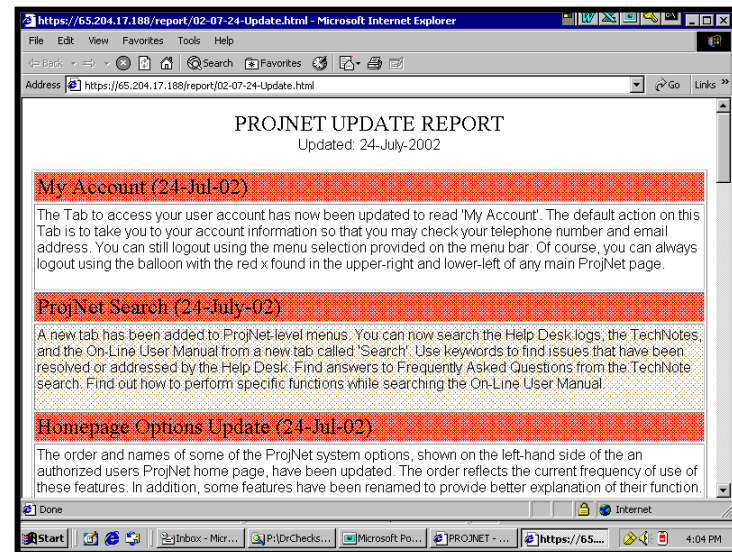 https://65.204.17.188/report/02-07-24-Update.html - Microsoft Internet Explorer
File Edit View Favorites Tools Help
Back Search Favorites
Address https://65.204.17.188/report/02-07-24-Update.html Go Links »
PROJNET UPDATE REPORT
Updated: 24-July-2002
My Account (24-Jul-02)
The Tab to access your user account has now been updated to read 'My Account'. The default action on this
Tab is to take you to your account information so that you may check your telephone number and email
address. You can still logout using the menu selection provided on the menu bar. Of course, you can always
logout using the balloon with the red x found in the upper-right and lower-left of any main ProjNet page.
ProjNet Search (24-July-02)
A new tab has been added to ProjNet-level menus. You can now search the Help Desk logs, the TechNotes,
and the On-Line User Manual from a new tab called 'Search'. Use keywords to find issues that have been
resolved or addressed by the Help Desk. Find answers to Frequently Asked Questions from the TechNote
search. Find out how to perform specific functions while searching the On-Line User Manual.
Homepage Options Update (24-Jul-02)
The order and names of some of the ProjNet system options, shown on the left-hand side of the an
authorized users ProjNet home page, have been updated. The order reflects the current frequency of use of
these features. In addition, some features have been renamed to provide better explanation of their function.
Done Internet
Start Inbox - Micr... P:\DrChecks... Microsoft Po... PROJNET - ... https://65.... 4:04 PM